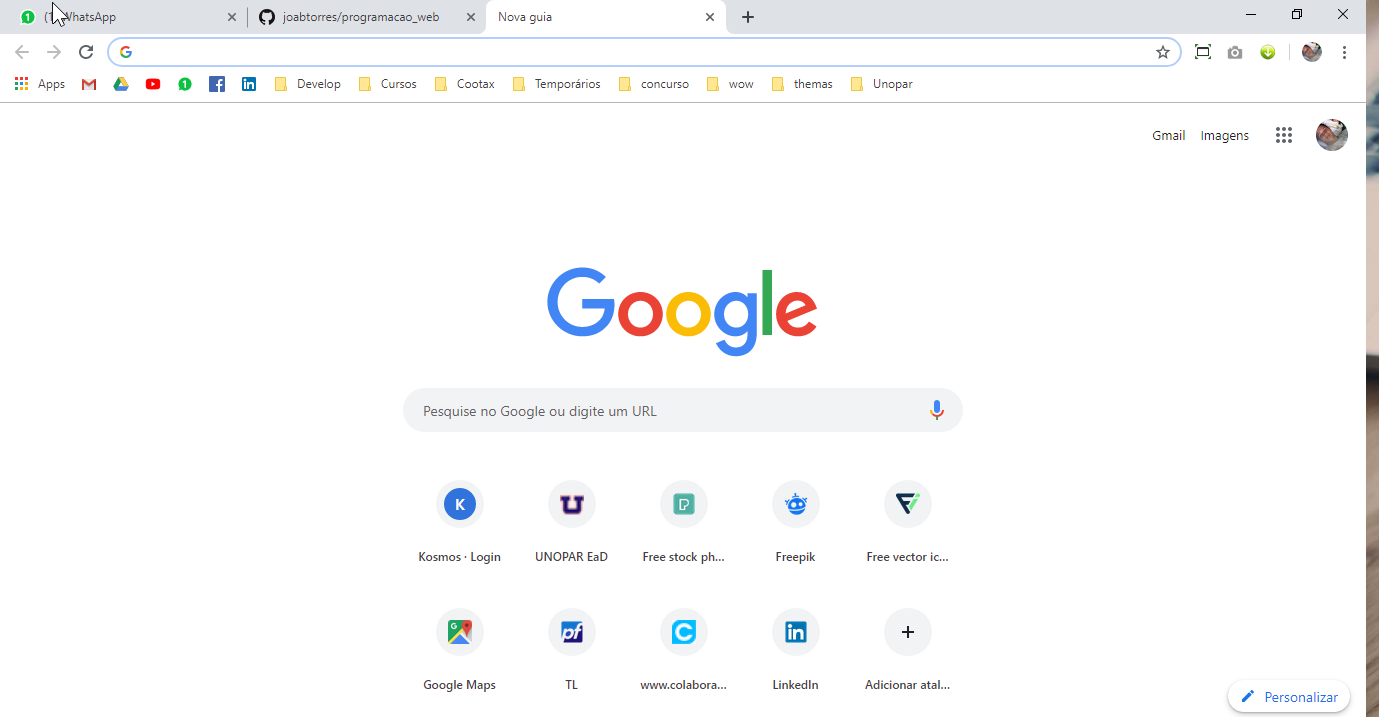 (1) WhatsApp
joabtorres/programacao_web
Nova guia
Apps
Develop
Cursos
Cootax
Temporários
concurso
wow
themas
Unopar
Gmail
Imagens
Google
Pesquise no Google ou digite um URL
K
Kosmos · Login
UNOPAR EaD
Free stock ph...
Freepik
Free vector ic...
Google Maps
TL
www.colabora...
LinkedIn
Adicionar atal...
Personalizar